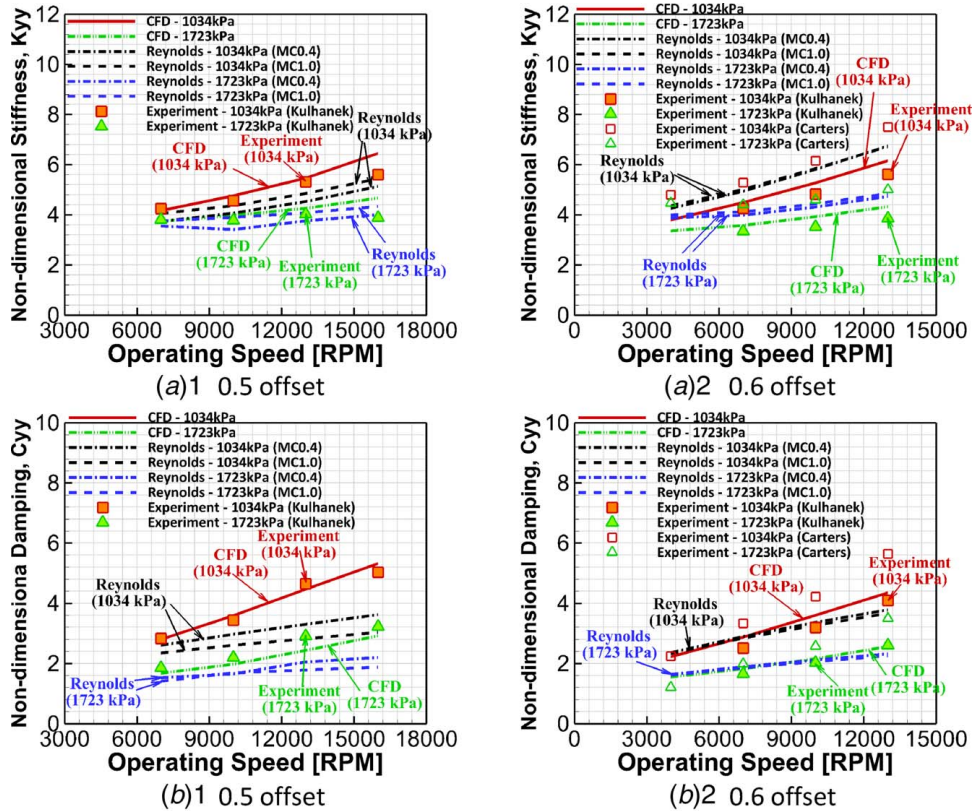 CFD - 1034kPa
CFD - 1723kPa
Reynolds - 1034kPa (MC0.4)
Reynolds - 1034kPa (MC1.0)
Reynolds - 1723kPa (MC0.4)
Reynolds - 1723kPa (MC1.0)
Experiment - 1034kPa (Kulhanek)
Experiment - 1723kPa (Kulhanek)
Non-dimensional Stiffness, Kyy
12
10
8
6
4
2
0
Reynolds
(1034 kPa)
CFD
(1034 kPa)
Experiment
(1034 kPa)
CFD
(1723 kPa)
Experiment
(1723 kPa)
Reynolds
(1723 kPa)
3000 6000 9000 12000 15000 18000
Operating Speed [RPM]
(a)1 0.5 offset
CFD - 1034kPa
CFD - 1723kPa
Reynolds - 1034kPa (MC0.4)
Reynolds - 1034kPa (MC1.0)
Reynolds - 1723kPa (MC0.4)
Reynolds - 1723kPa (MC1.0)
Experiment - 1034kPa (Kulhanek)
Experiment - 1723kPa (Kulhanek)
Experiment - 1034kPa (Carters)
Experiment - 1723kPa (Carters)
Non-dimensional Stiffness, Kyy
12
10
8
6
4
2
0
CFD
(1034 kPa)
Experiment
(1034 kPa)
Reynolds
(1034 kPa)
Reynolds
(1723 kPa)
CFD
(1723 kPa)
Experiment
(1723 kPa)
0 3000 6000 9000 12000 15000
Operating Speed [RPM]
(a)2 0.6 offset
CFD - 1034kPa
CFD - 1723kPa
Reynolds - 1034kPa (MC0.4)
Reynolds - 1034kPa (MC1.0)
Reynolds - 1723kPa (MC0.4)
Reynolds - 1723kPa (MC1.0)
Experiment - 1034kPa (Kulhanek)
Experiment - 1723kPa (Kulhanek)
Non-dimensiona Damping, Cyy
10
8
6
4
2
0
Experiment
(1034 kPa)
CFD
(1034 kPa)
Reynolds
(1034 kPa)
Reynolds
(1723 kPa)
Experiment
(1723 kPa)
CFD
(1723 kPa)
3000 6000 9000 12000 15000 18000
Operating Speed [RPM]
(b)1 0.5 offset
CFD - 1034kPa
CFD - 1723kPa
Reynolds - 1034kPa (MC0.4)
Reynolds - 1034kPa (MC1.0)
Reynolds - 1723kPa (MC0.4)
Reynolds - 1723kPa (MC1.0)
Experiment - 1034kPa (Kulhanek)
Experiment - 1723kPa (Kulhanek)
Experiment - 1034kPa (Carters)
Experiment - 1723kPa (Carters)
Non-dimensional Damping, Cyy
10
8
6
4
2
0
CFD
(1034 kPa)
Experiment
(1034 kPa)
Reynolds
(1034 kPa)
Reynolds
(1723 kPa)
Experiment
(1723 kPa)
CFD
(1723 kPa)
0 3000 6000 9000 12000 15000
Operating Speed [RPM]
(b)2 0.6 offset